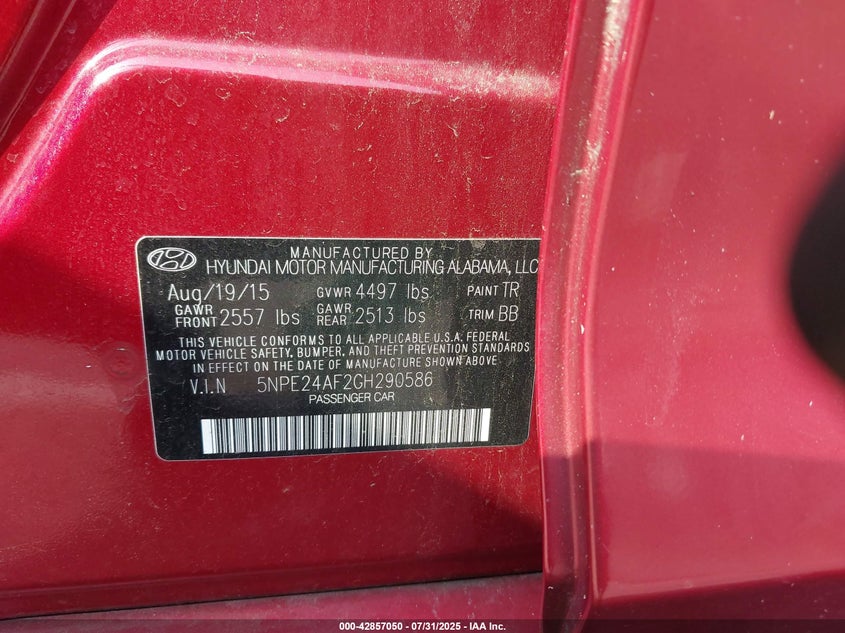 MANUFACTURED BY
HYUNDAI MOTOR MANUFACTURING ALABAMA, LLC
Aug/19/15 GVWR 4497 lbs PAINT TR
GAWR FRONT 2557 lbs GAWR REAR 2513 lbs TRIM BB
THIS VEHICLE CONFORMS TO ALL APPLICABLE U.S.A. FEDERAL
MOTOR VEHICLE SAFETY, BUMPER, AND THEFT PREVENTION STANDARDS
IN EFFECT ON THE DATE OF MANUFACTURE SHOWN ABOVE.
V.I.N 5NPE24AF2GH290586
PASSENGER CAR
000-42857050 | 07/31/2025 - IAA Inc.